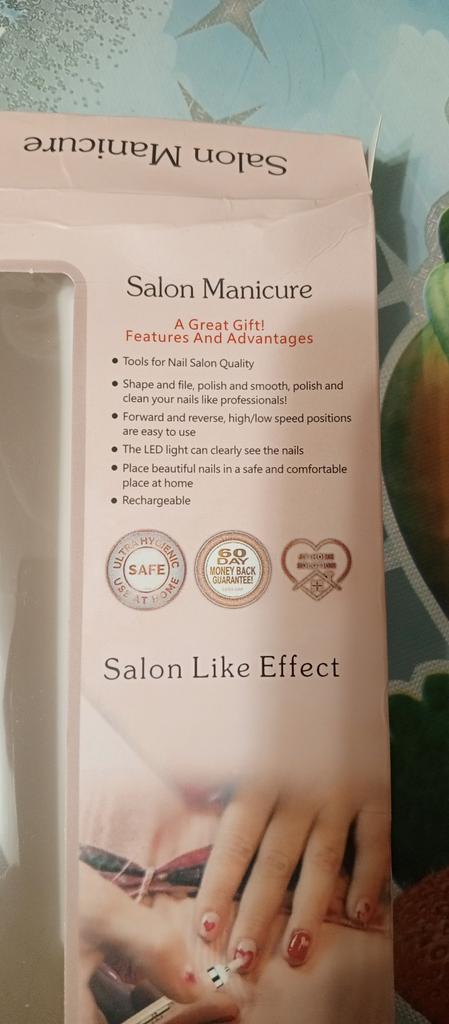 Salon Manicure
Salon Manicure
A Great Gift!
Features And Advantages
• Tools for Nail Salon Quality
• Shape and file, polish and smooth, polish and
clean your nails like professionals!
• Forward and reverse, high/low speed positions
are easy to use
• The LED light can clearly see the nails
• Place beautiful nails in a safe and comfortable
place at home
• Rechargeable
ULTRA HYGIENIC
SAFE
USE AT HOME
60
DAY
MONEY BACK
GUARANTEE!
Salon Like Effect